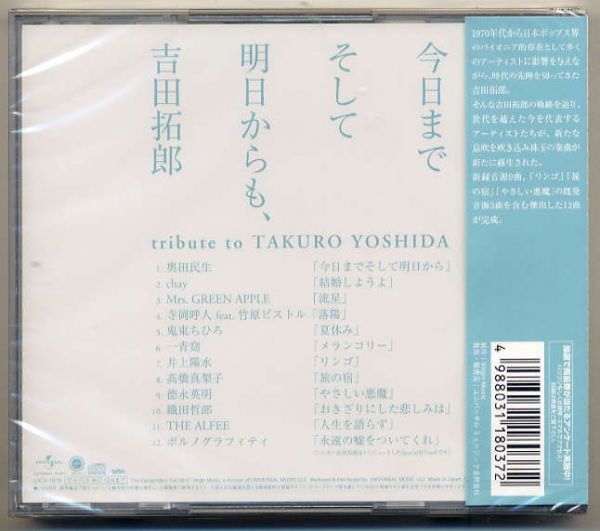 今日まで
そして
明日からも、
吉田拓郎
tribute to TAKURO YOSHIDA
1. 奥田民生 「今日までそして明日から」
2. chay 「結婚しようよ」
3. Mrs. GREEN APPLE 「流星」
4. 寺岡呼人 feat. 竹原ピストル 「落陽」
5. 鬼束ちひろ 「夏休み」
6. 一青窈 「メランコリー」
7. 井上陽水 「リンゴ」
8. 髙橋真梨子 「旅の宿」
9. 德永英明 「やさしい悪魔」
10. 織田哲郎 「おきざりにした悲しみは」
11. THE ALFEE 「人生を語らず」
12. ポルノグラフィティ 「永遠の嘘をついてくれ」
1970年代から日本ポップス界
のパイオニア的存在として多く
のアーティストに影響を与えな
がら、時代の先陣を切ってきた
吉田拓郎。
そんな吉田拓郎の軌跡を辿り、
世代を越えた今を代表する
アーティストたちが、新たな
息吹を吹き込み珠玉の楽曲が
新たに蘇生された。
新録音源9曲、「リンゴ」「旅
の宿」「やさしい悪魔」の既発
音源3曲を含む傑出した12曲
が完成。
4988031180372
UNIVERSAL